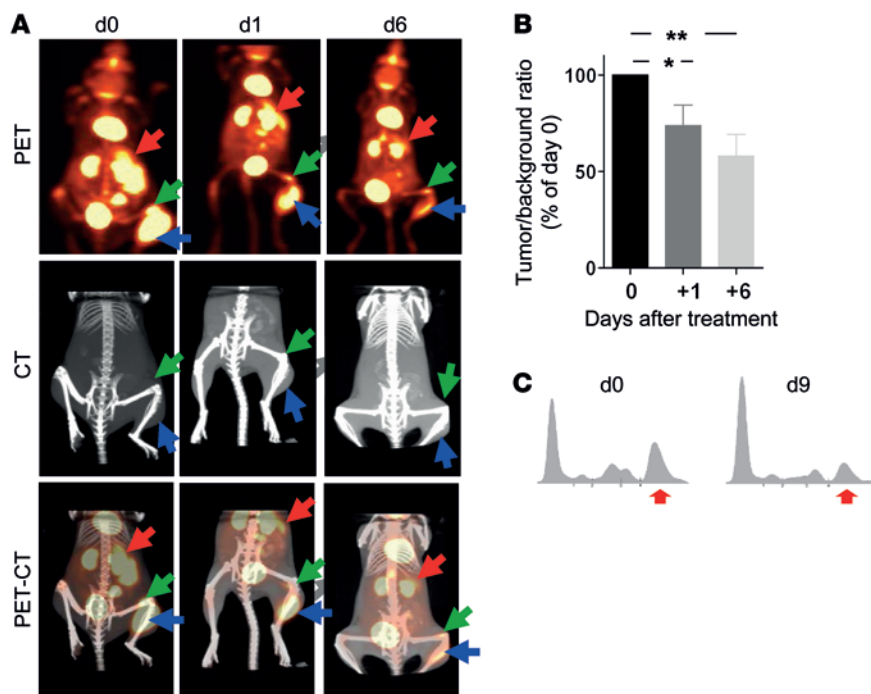 A
d0 d1 d6
PET
CT
PET-CT
B
**
*
100
50
0
Tumor/background ratio
(% of day 0)
0 +1 +6
Days after treatment
C
d0 d9